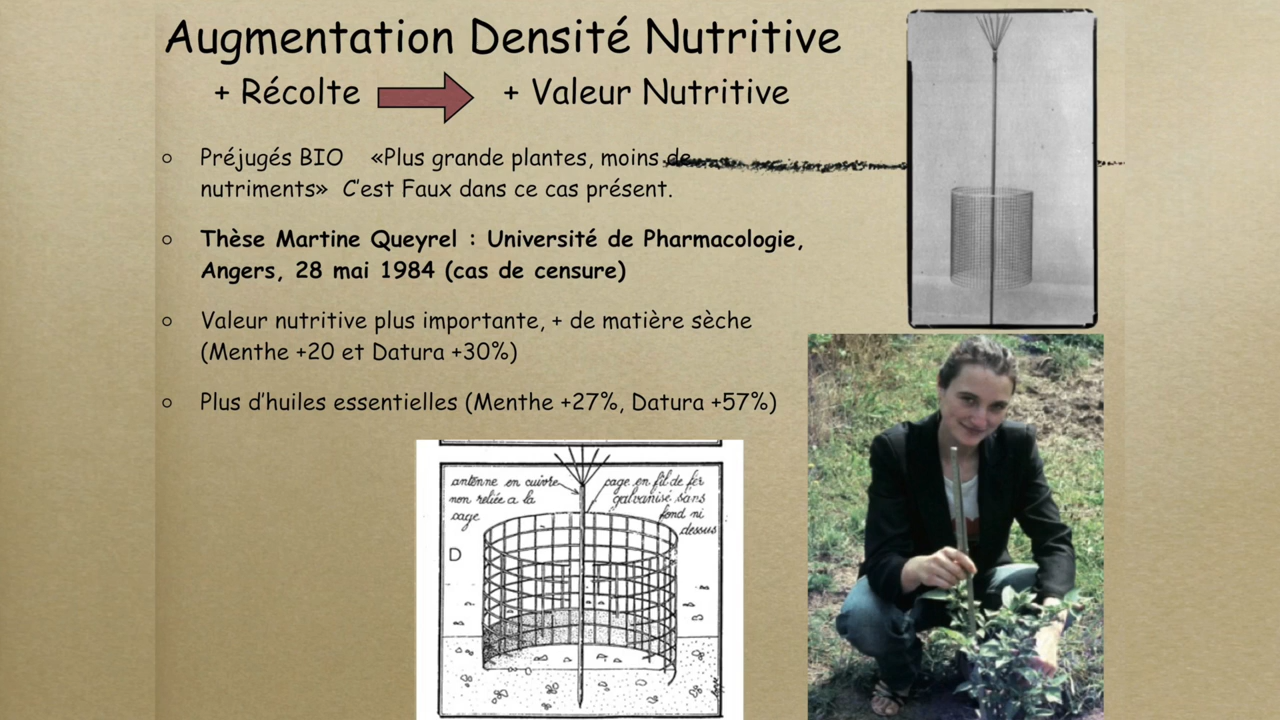 Augmentation Densité Nutritive
+ Récolte + Valeur Nutritive
Préjugés BIO «Plus grande plantes, moins de
nutriments» C'est Faux dans ce cas présent.
Thèse Martine Queyrel : Université de Pharmacologie,
Angers, 28 mai 1984 (cas de censure)
Valeur nutritive plus importante, + de matière sèche
(Menthe +20 et Datura +30%)
Plus d'huiles essentielles (Menthe +27%, Datura +57%)
antènne en cuivre
non reliée a la
cage
cage en fil de fer
galvanisé sans
fond ni
dessus
D